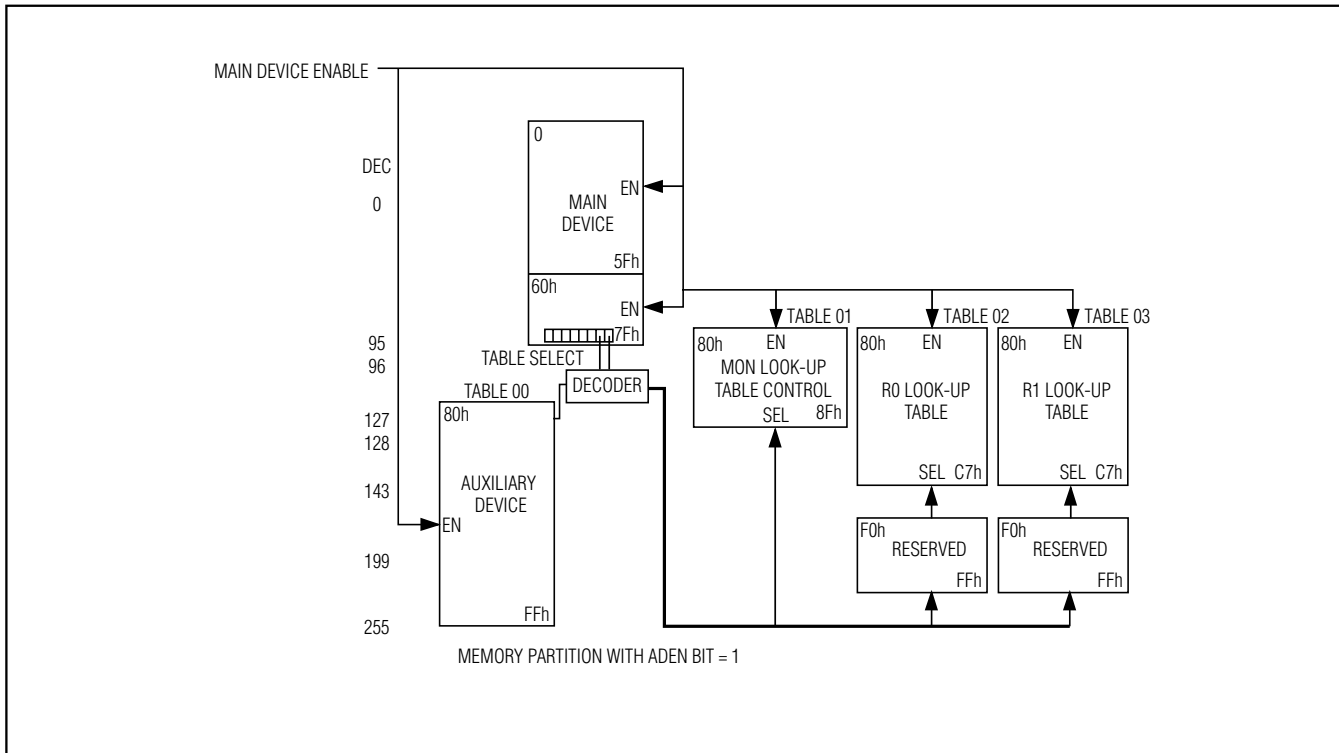 MAIN DEVICE ENABLE
DEC
0
95
96
127
128
143
199
255
0
EN
MAIN
DEVICE
5Fh
60h
EN
7Fh
TABLE SELECT
DECODER
TABLE 00
80h
AUXILIARY
DEVICE
EN
FFh
TABLE 01
80h
EN
MON LOOK-UP
TABLE CONTROL
SEL
8Fh
TABLE 02
80h
EN
R0 LOOK-UP
TABLE
SEL C7h
F0h
RESERVED
FFh
TABLE 03
80h
EN
R1 LOOK-UP
TABLE
SEL C7h
F0h
RESERVED
FFh
MEMORY PARTITION WITH ADEN BIT = 1